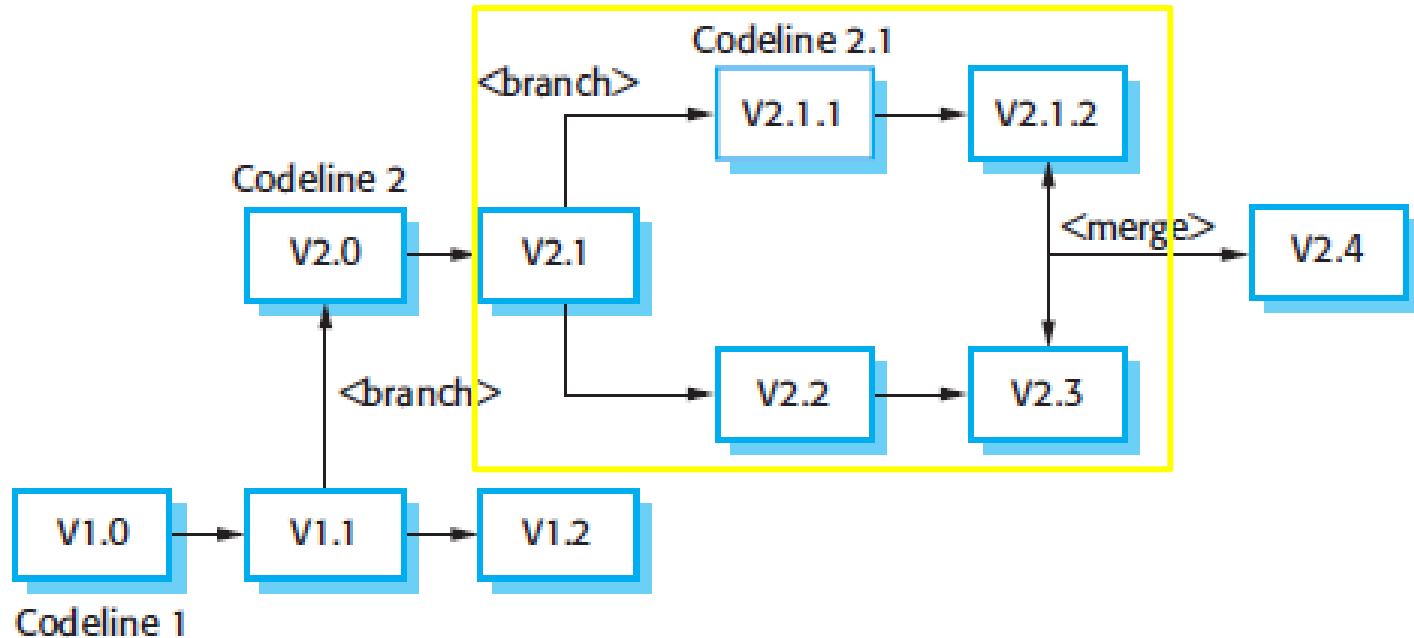 Codeline 2.1
<branch>
V2.1.1
V2.1.2
Codeline 2
V2.0
V2.1
<merge>
V2.4
<branch>
V2.2
V2.3
V1.0
V1.1
V1.2
Codeline 1